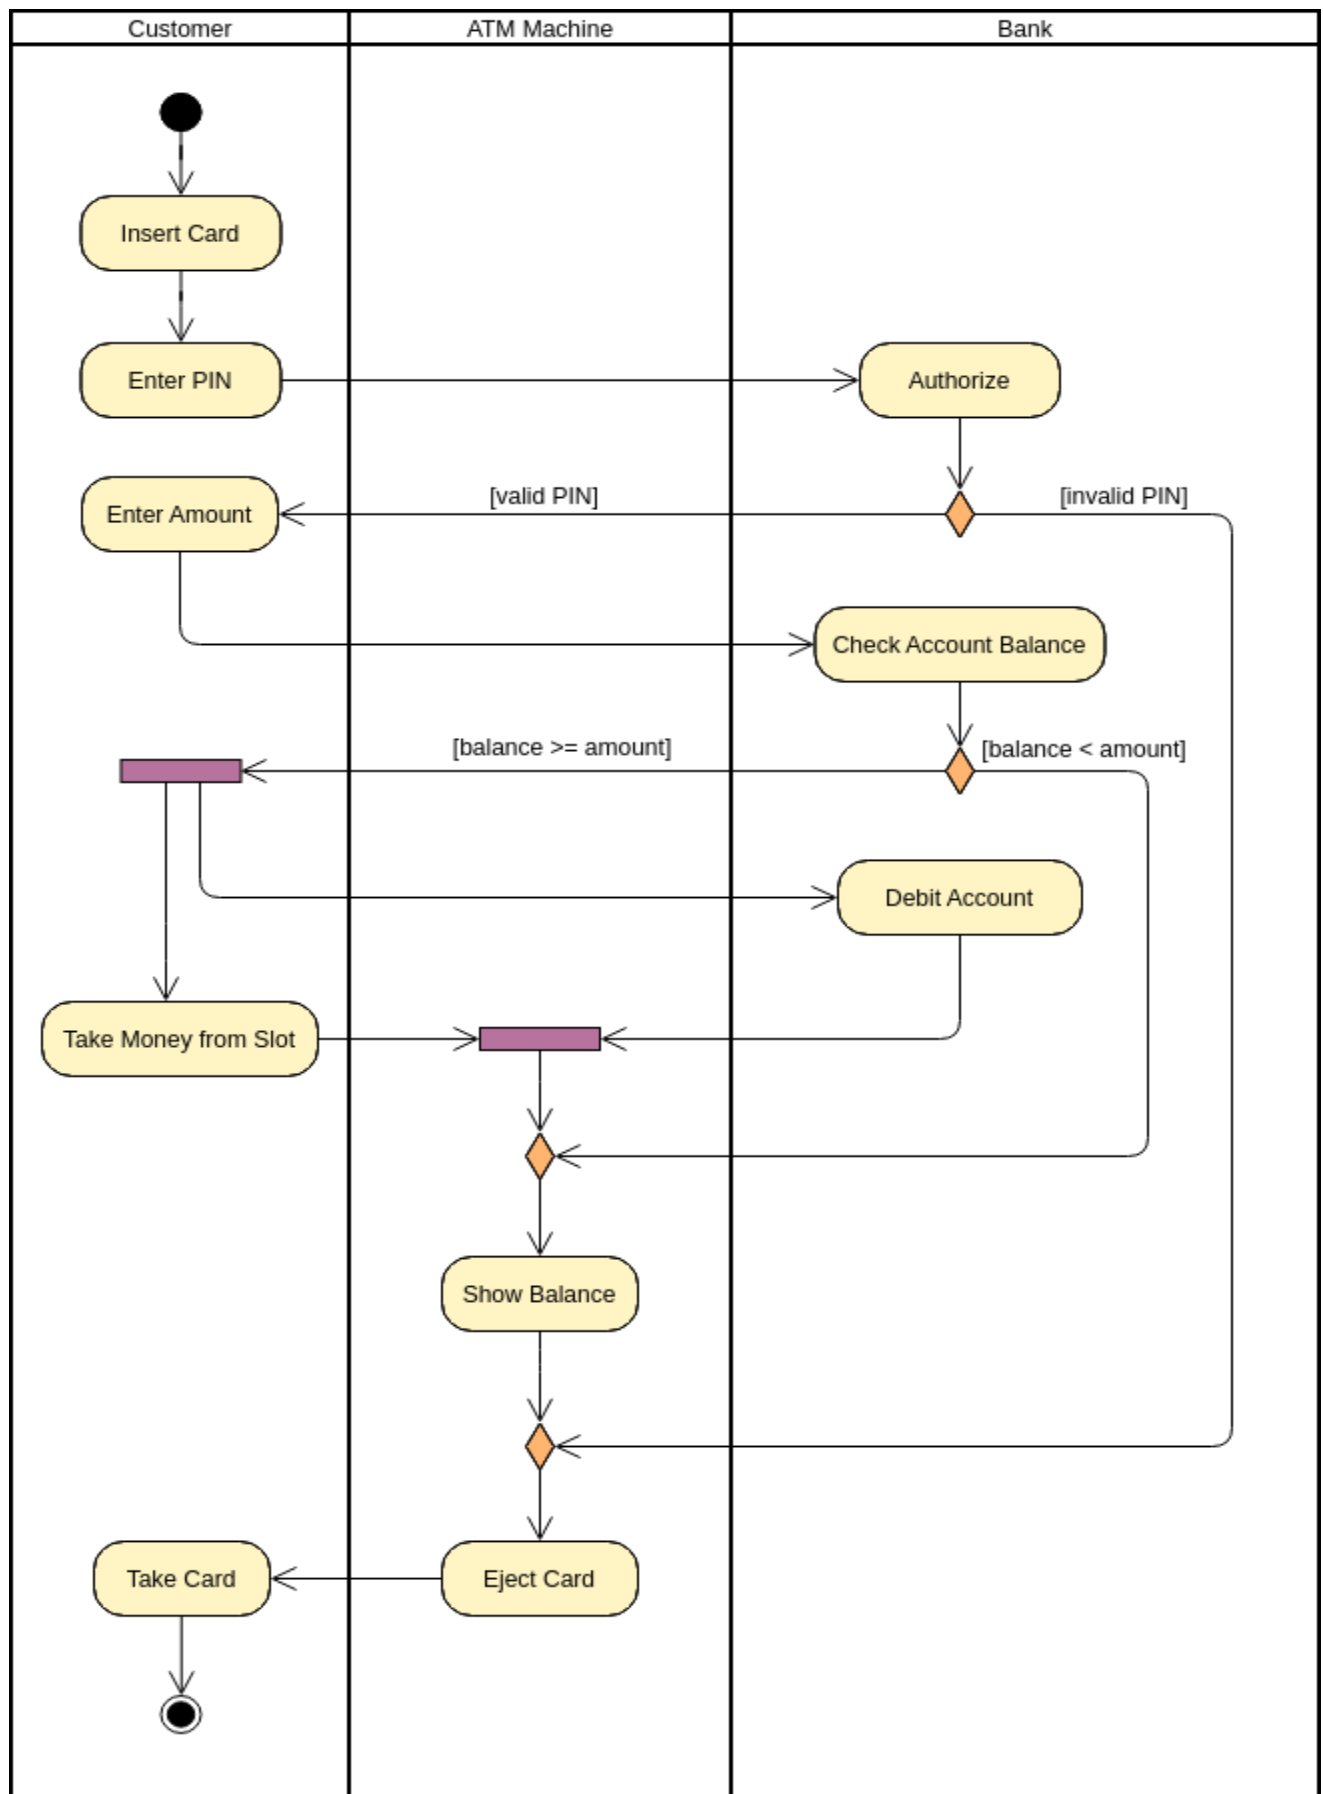 Customer
ATM Machine
Bank
Insert Card
Enter PIN
Authorize
[valid PIN]
[invalid PIN]
Enter Amount
Check Account Balance
[balance >= amount]
[balance < amount]
Debit Account
Take Money from Slot
Show Balance
Take Card
Eject Card